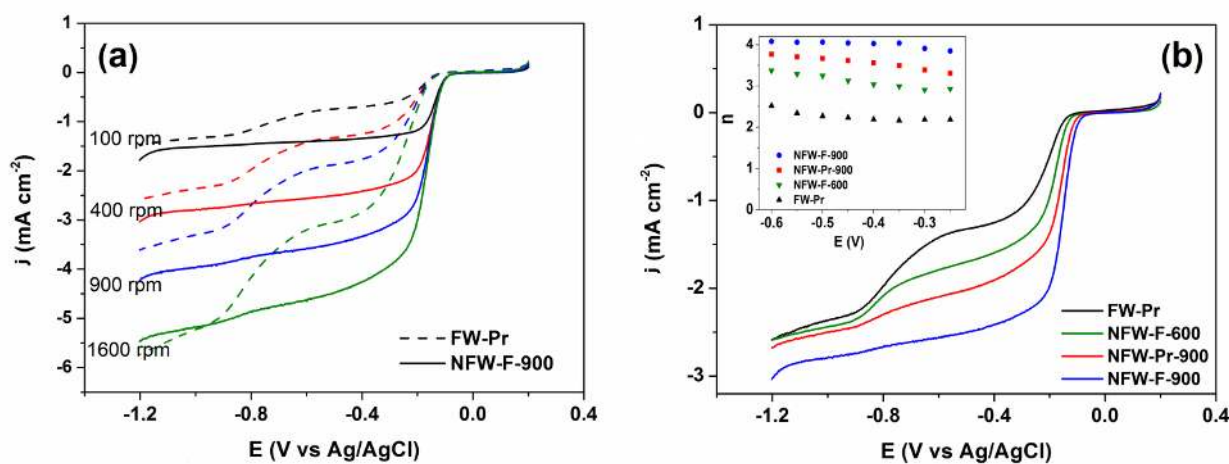 (a)
1
0
-1
-2
-3
-4
-5
-6
j (mA cm-2)
100 rpm
400 rpm
900 rpm
1600 rpm
FW-Pr
NFW-F-900
-1.2 -0.8 -0.4 0.0 0.4
E (V vs Ag/AgCl)
(b)
1
0
-1
-2
-3
j (mA cm-2)
4
3
2
1
0
n
NFW-F-900
NFW-Pr-900
NFW-F-600
FW-Pr
-0.6 -0.5 -0.4 -0.3
E (V)
FW-Pr
NFW-F-600
NFW-Pr-900
NFW-F-900
-1.2 -0.8 -0.4 0.0 0.4
E (V vs Ag/AgCl)